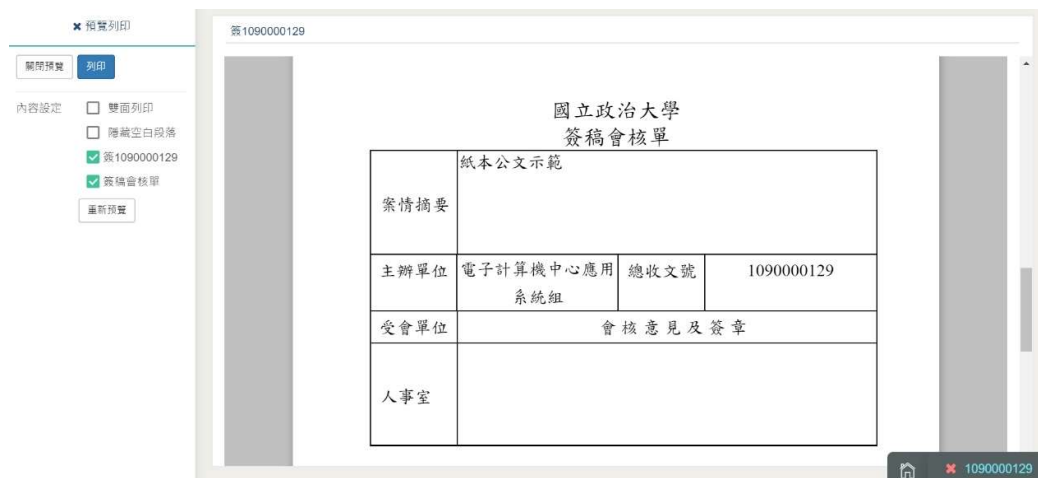 ✖ 預覽列印
關閉預覽 列印
內容設定
雙面列印
隱藏空白段落
簽1090000129
簽稿會核單
重新預覽
簽1090000129
國立政治大學
簽稿會核單
案情摘要 紙本公文示範
主辦單位 電子計算機中心應用系統組 總收文號 1090000129
受會單位 會核意見及簽章
人事室
✖ 1090000129